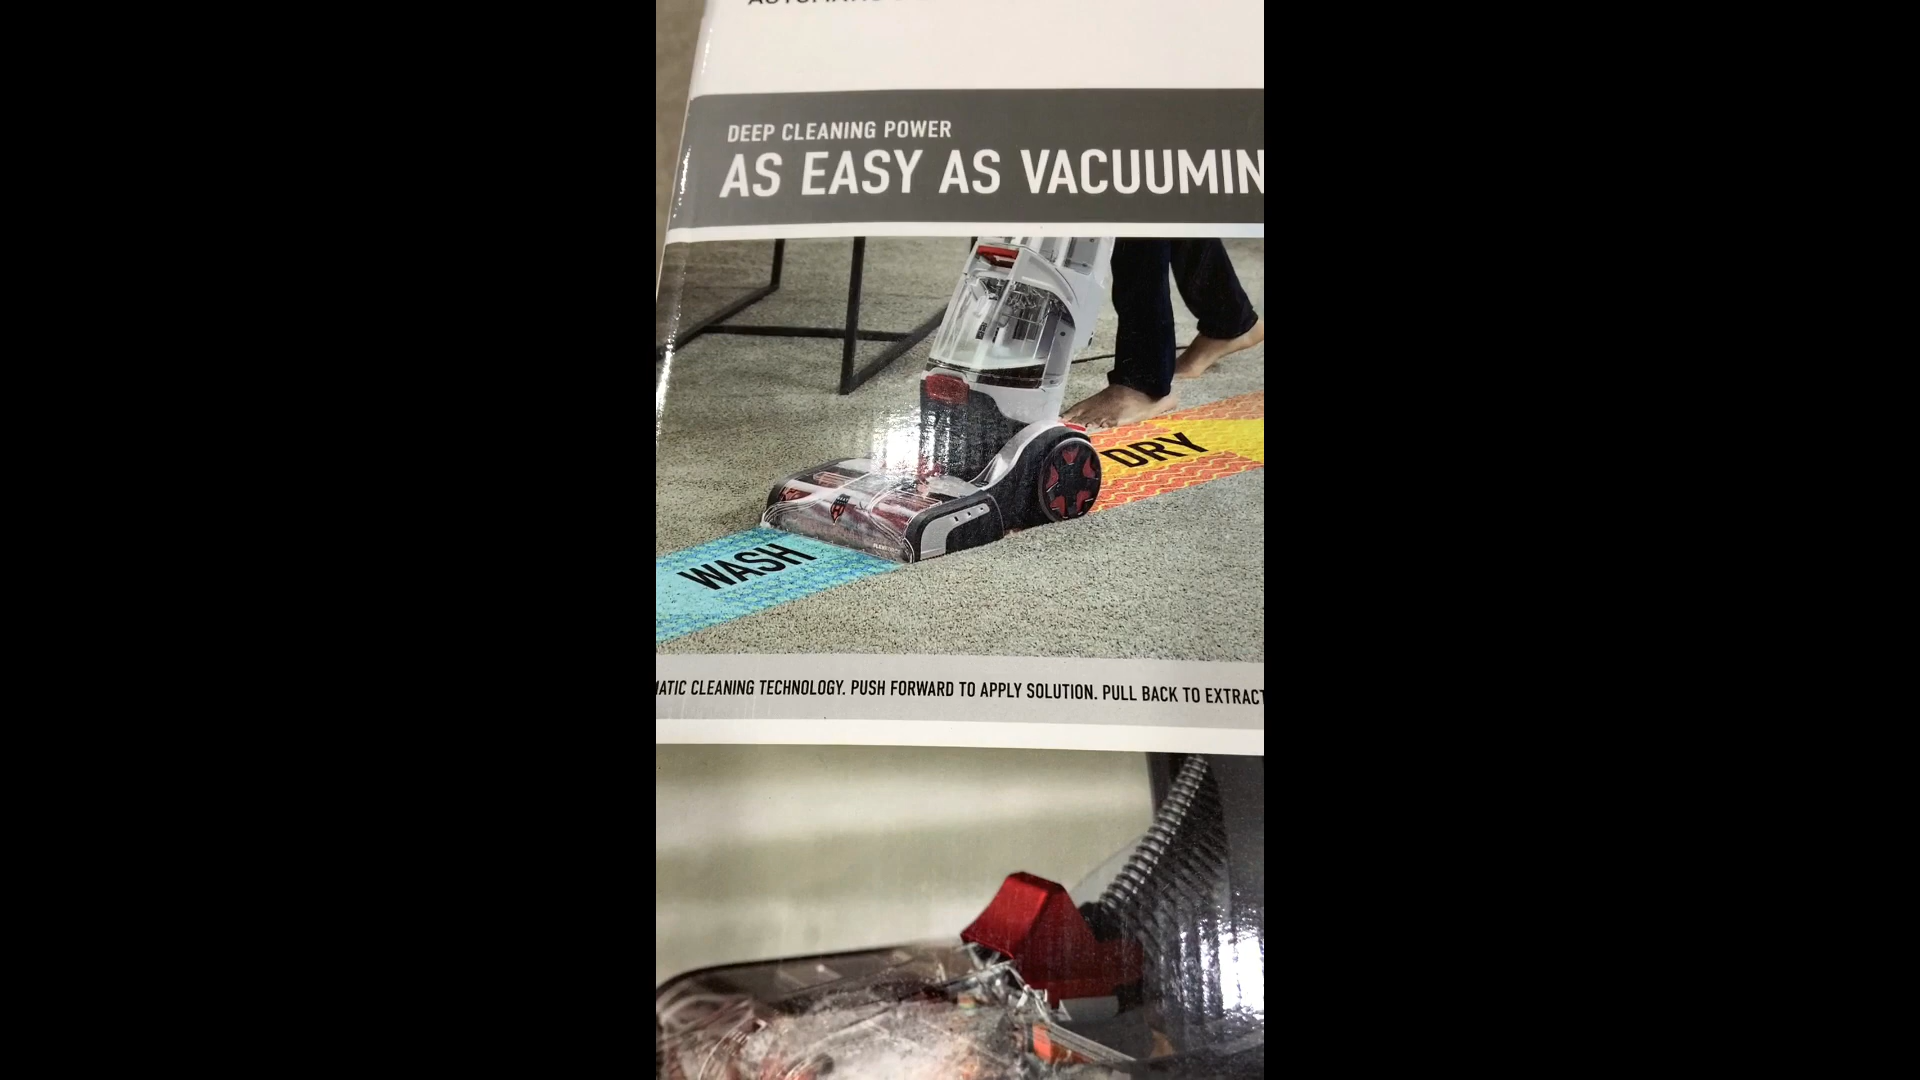 DEEP CLEANING POWER
AS EASY AS VACUUMIN
DRY
WASH
MATIC CLEANING TECHNOLOGY. PUSH FORWARD TO APPLY SOLUTION. PULL BACK TO EXTRACT